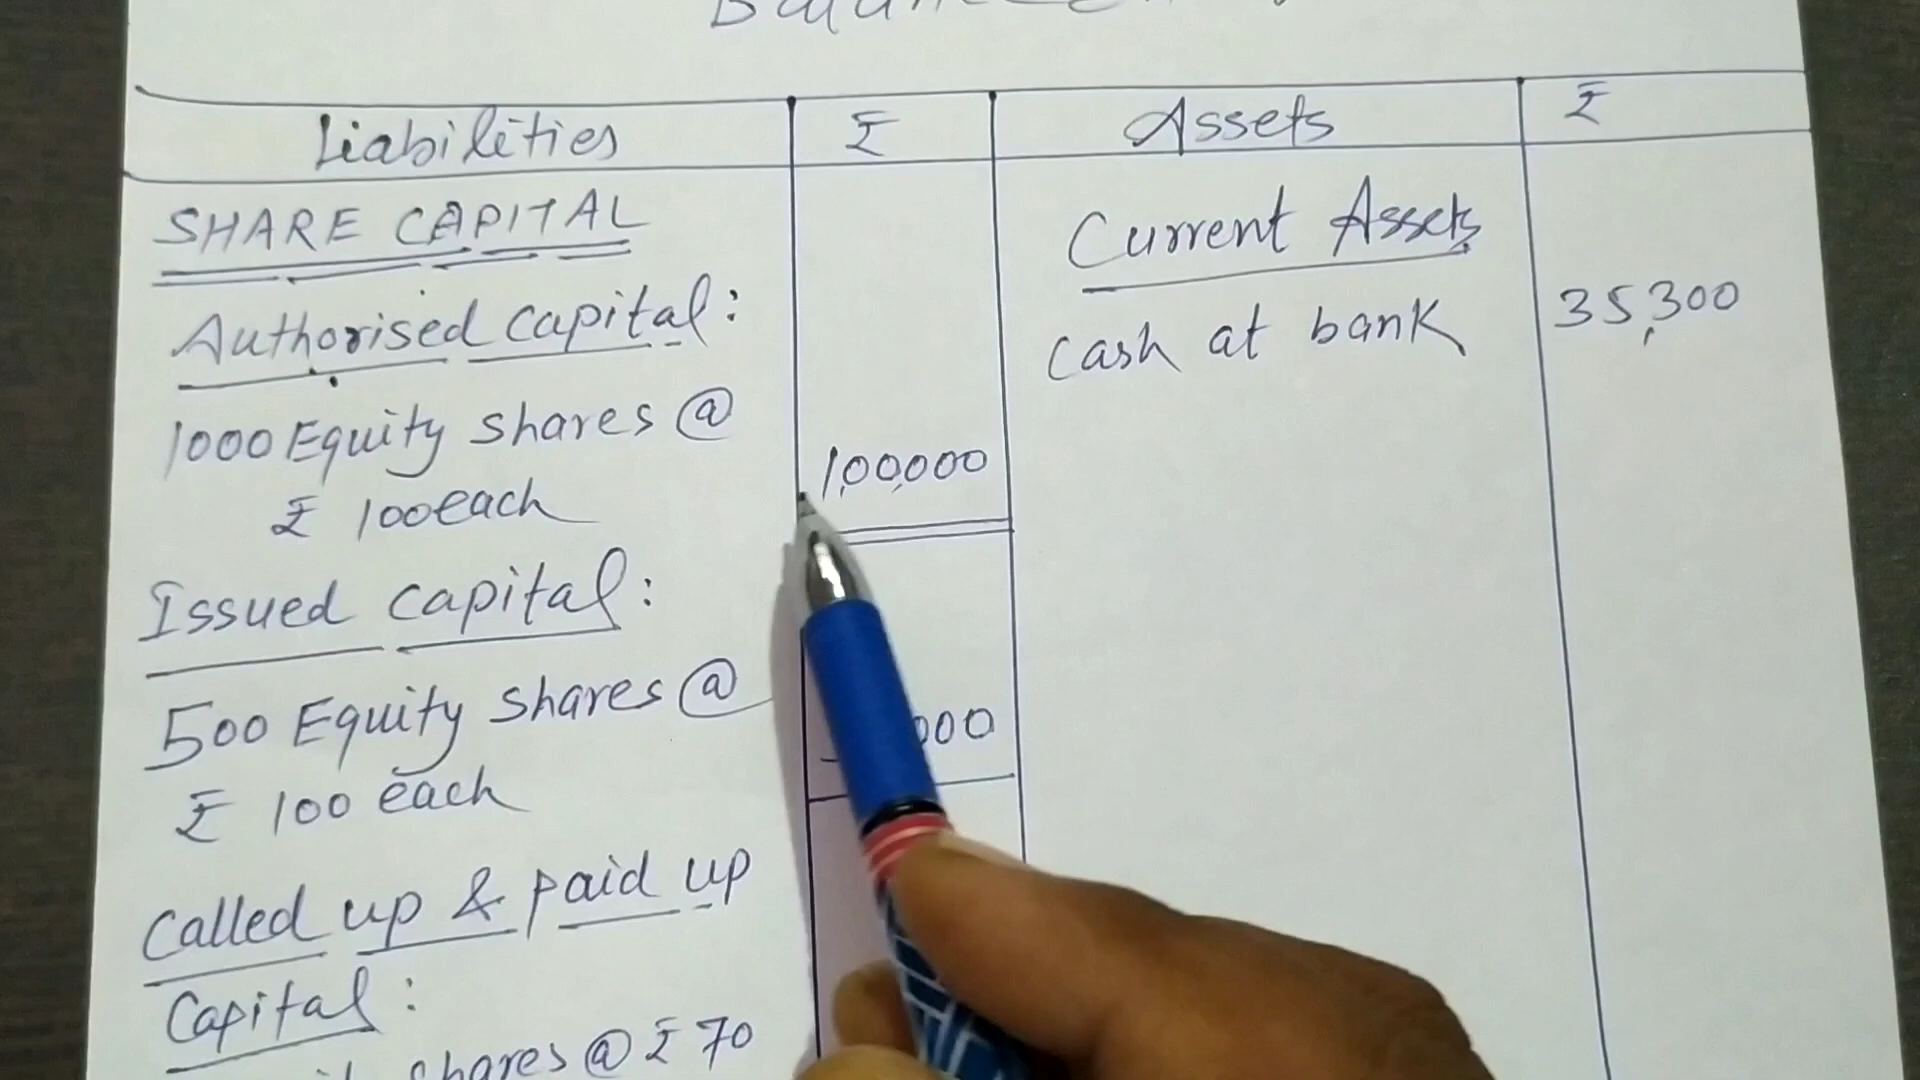 Liabilities ₹ Assets ₹
SHARE CAPITAL
Authorised capital:
1000 Equity shares @
₹ 100 each 1,00,000
Issued capital:
500 Equity shares @
₹ 100 each 000
Called up & paid up
Capital:
shares @ ₹ 70
Current Assets
Cash at bank 35,300